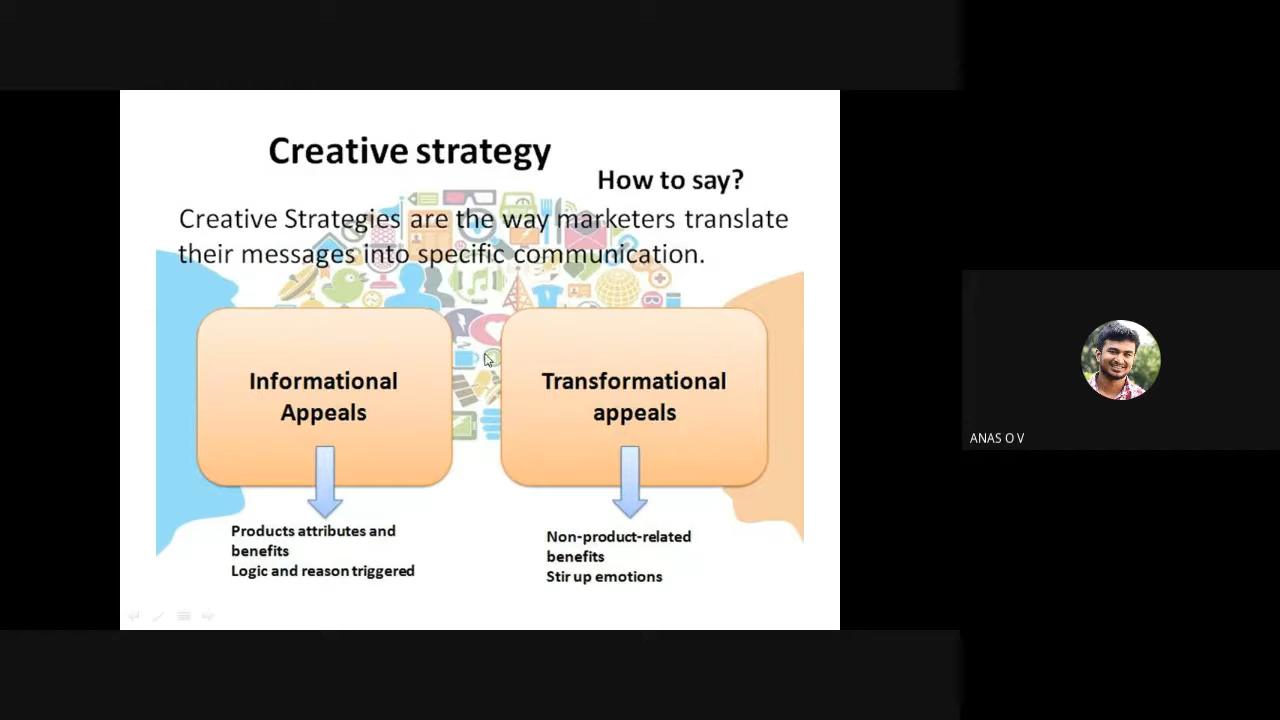 Creative strategy
How to say?
Creative Strategies are the way marketers translate
their messages into specific communication.
Informational
Appeals
Transformational
appeals
Products attributes and
benefits
Logic and reason triggered
Non-product-related
benefits
Stir up emotions
ANAS O V